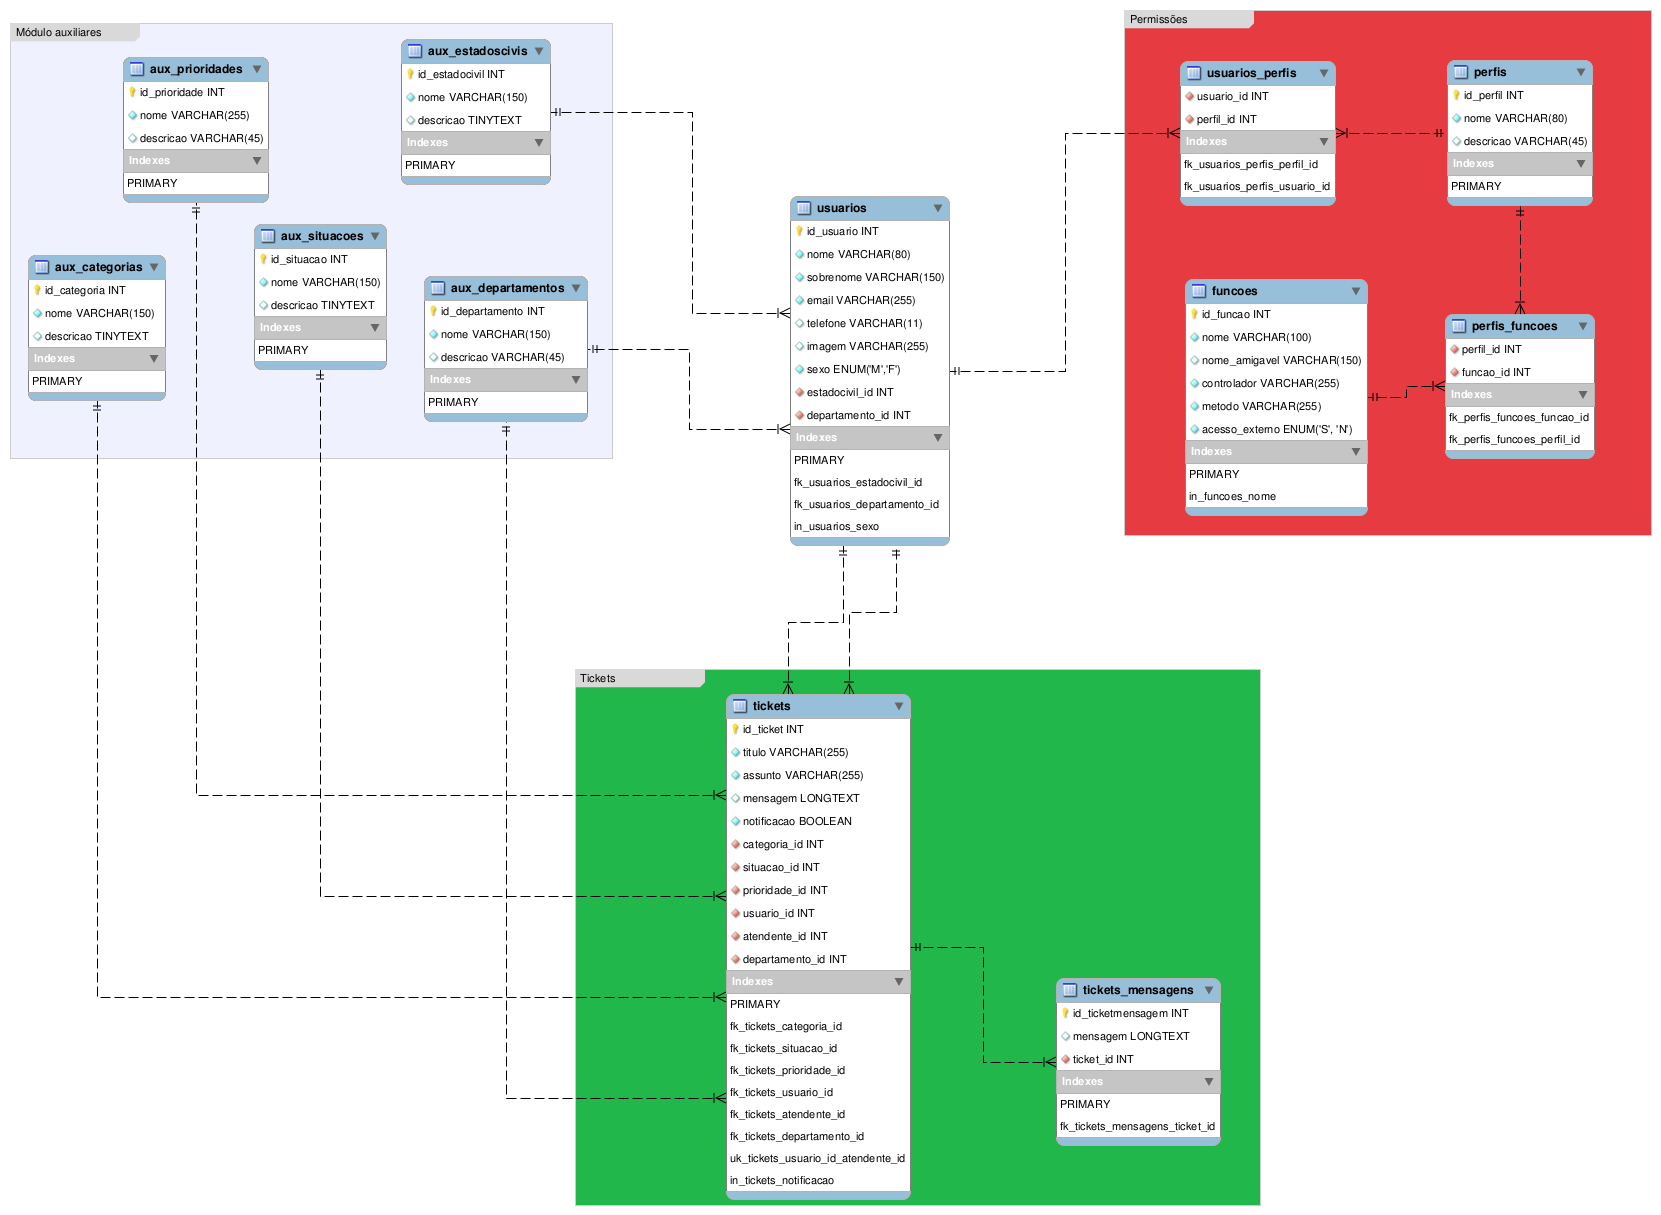 Módulo auxiliares
aux_prioridades
id_prioridade INT
nome VARCHAR(255)
descricao VARCHAR(45)
Indexes
PRIMARY
aux_estadoscivis
id_estadocivil INT
nome VARCHAR(150)
descricao TINYTEXT
Indexes
PRIMARY
aux_categorias
id_categoria INT
nome VARCHAR(150)
descricao TINYTEXT
Indexes
PRIMARY
aux_situacoes
id_situacao INT
nome VARCHAR(150)
descricao TINYTEXT
Indexes
PRIMARY
aux_departamentos
id_departamento INT
nome VARCHAR(150)
descricao VARCHAR(45)
Indexes
PRIMARY
usuarios
id_usuario INT
nome VARCHAR(80)
sobrenome VARCHAR(150)
email VARCHAR(255)
telefone VARCHAR(11)
imagem VARCHAR(255)
sexo ENUM('M','F')
estadocivil_id INT
departamento_id INT
Indexes
PRIMARY
fk_usuarios_estadocivil_id
fk_usuarios_departamento_id
in_usuarios_sexo
Permissões
usuarios_perfis
usuario_id INT
perfil_id INT
Indexes
fk_usuarios_perfis_perfil_id
fk_usuarios_perfis_usuario_id
perfis
id_perfil INT
nome VARCHAR(80)
descricao VARCHAR(45)
Indexes
PRIMARY
funcoes
id_funcao INT
nome VARCHAR(100)
nome_amigavel VARCHAR(150)
controlador VARCHAR(255)
metodo VARCHAR(255)
acesso_externo ENUM('S', 'N')
Indexes
PRIMARY
in_funcoes_nome
perfis_funcoes
perfil_id INT
funcao_id INT
Indexes
fk_perfis_funcoes_funcao_id
fk_perfis_funcoes_perfil_id
Tickets
tickets
id_ticket INT
titulo VARCHAR(255)
assunto VARCHAR(255)
mensagem LONGTEXT
notificacao BOOLEAN
categoria_id INT
situacao_id INT
prioridade_id INT
usuario_id INT
atendente_id INT
departamento_id INT
Indexes
PRIMARY
fk_tickets_categoria_id
fk_tickets_situacao_id
fk_tickets_prioridade_id
fk_tickets_usuario_id
fk_tickets_atendente_id
fk_tickets_departamento_id
uk_tickets_usuario_id_atendente_id
in_tickets_notificacao
tickets_mensagens
id_ticketmensagem INT
mensagem LONGTEXT
ticket_id INT
Indexes
PRIMARY
fk_tickets_mensagens_ticket_id